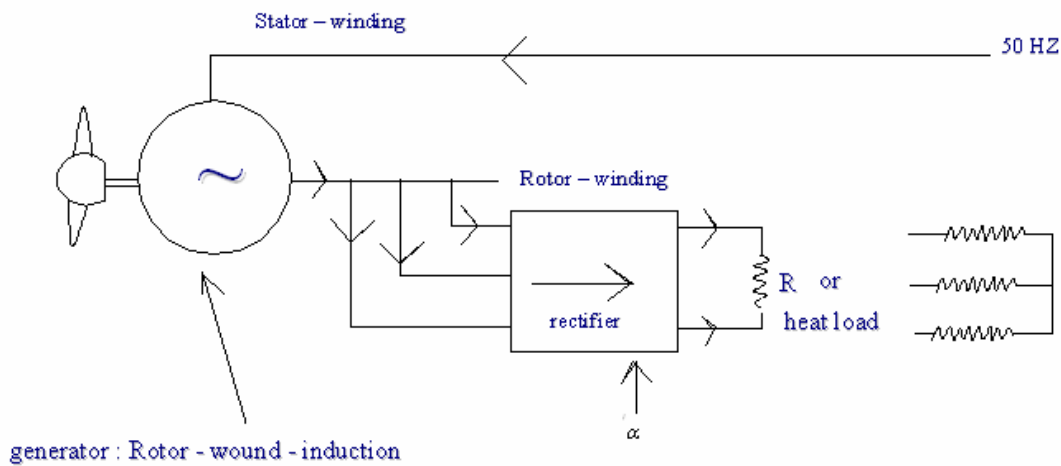 Stator - winding
50 HZ
~
Rotor - winding
R or
heat load
rectifier
α
generator : Rotor - wound - induction